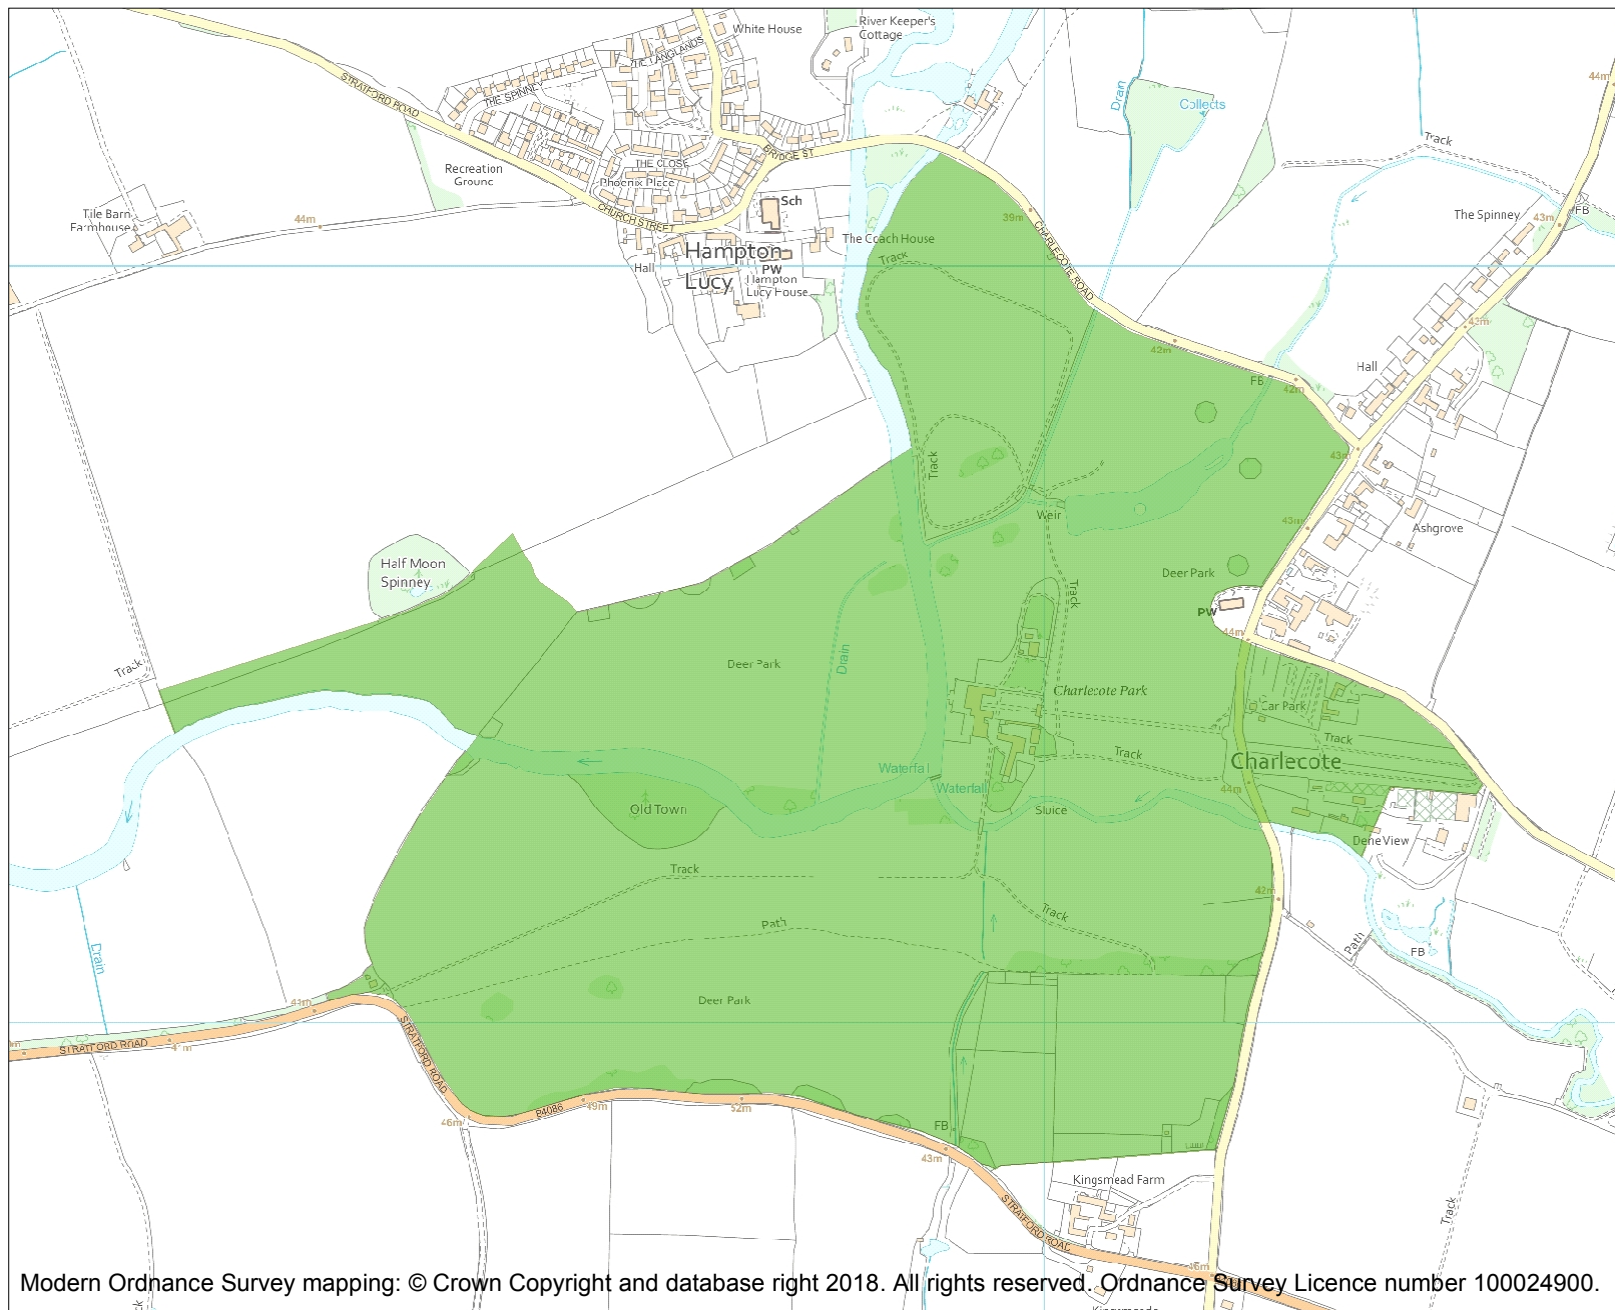 White House
River Keeper's
Cottage
THE LANGLANDS
THE SPINNEY
STRATFORD ROAD
Drain
Collects
44m
Track
BRIDGE ST
THE CLOSE
Recreation
Ground
Phoenix Place
Sch
CHURCH STREET
Tile Barn
Farmhouse
44m
39m
CHARLECOTE ROAD
The Spinney
43m
FB
The Coach House
Track
Hampton
Lucy
Hall
PW
Hampton
Lucy House
43m
42m
Hall
FB
42m
43m
Track
Weir
45m
Ashgrove
Half Moon
Spinney
Deer Park
Track
PW
44m
Track
Deer Park
Drain
Charlecote Park
Car Park
Track
Track
Charlecote
Waterfall
Waterfall
44m
Old Town
Sluice
Dene View
Track
42m
Track
Path
Path
FB
Drain
Deer Park
41m
STRATFORD ROAD
STRATFORD ROAD
B4086
49m
52m
46m
FB
43m
Kingsmead Farm
STRATFORD ROAD
Track
46m
Modern Ordnance Survey mapping: © Crown Copyright and database right 2018. All rights reserved. Ordnance Survey Licence number 100024900.